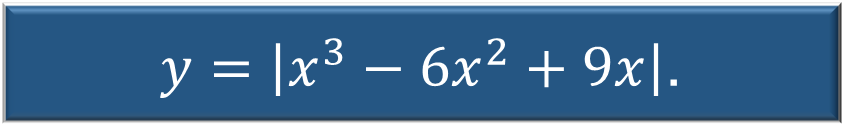 y = |x³ − 6x² + 9x|.